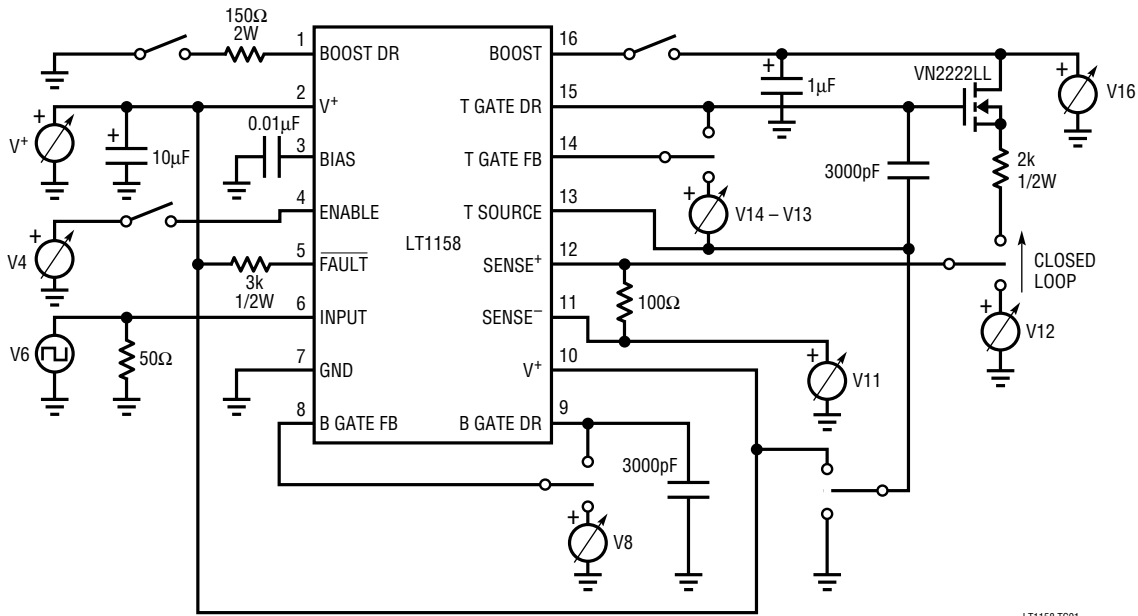 150Ω
2W
1
BOOST DR
BOOST
16
VN2222LL
+
1µF
+
V16
2
V+
T GATE DR
15
+
V+
+
10µF
0.01µF
3
BIAS
T GATE FB
14
3000pF
2k
1/2W
+
V14 – V13
4
ENABLE
T SOURCE
13
+
V4
LT1158
5
FAULT
SENSE+
12
CLOSED
LOOP
3k
1/2W
100Ω
6
INPUT
SENSE–
11
+
V12
V6
50Ω
7
GND
V+
10
+
V11
8
B GATE FB
B GATE DR
9
3000pF
+
V8
LT1158 TC01